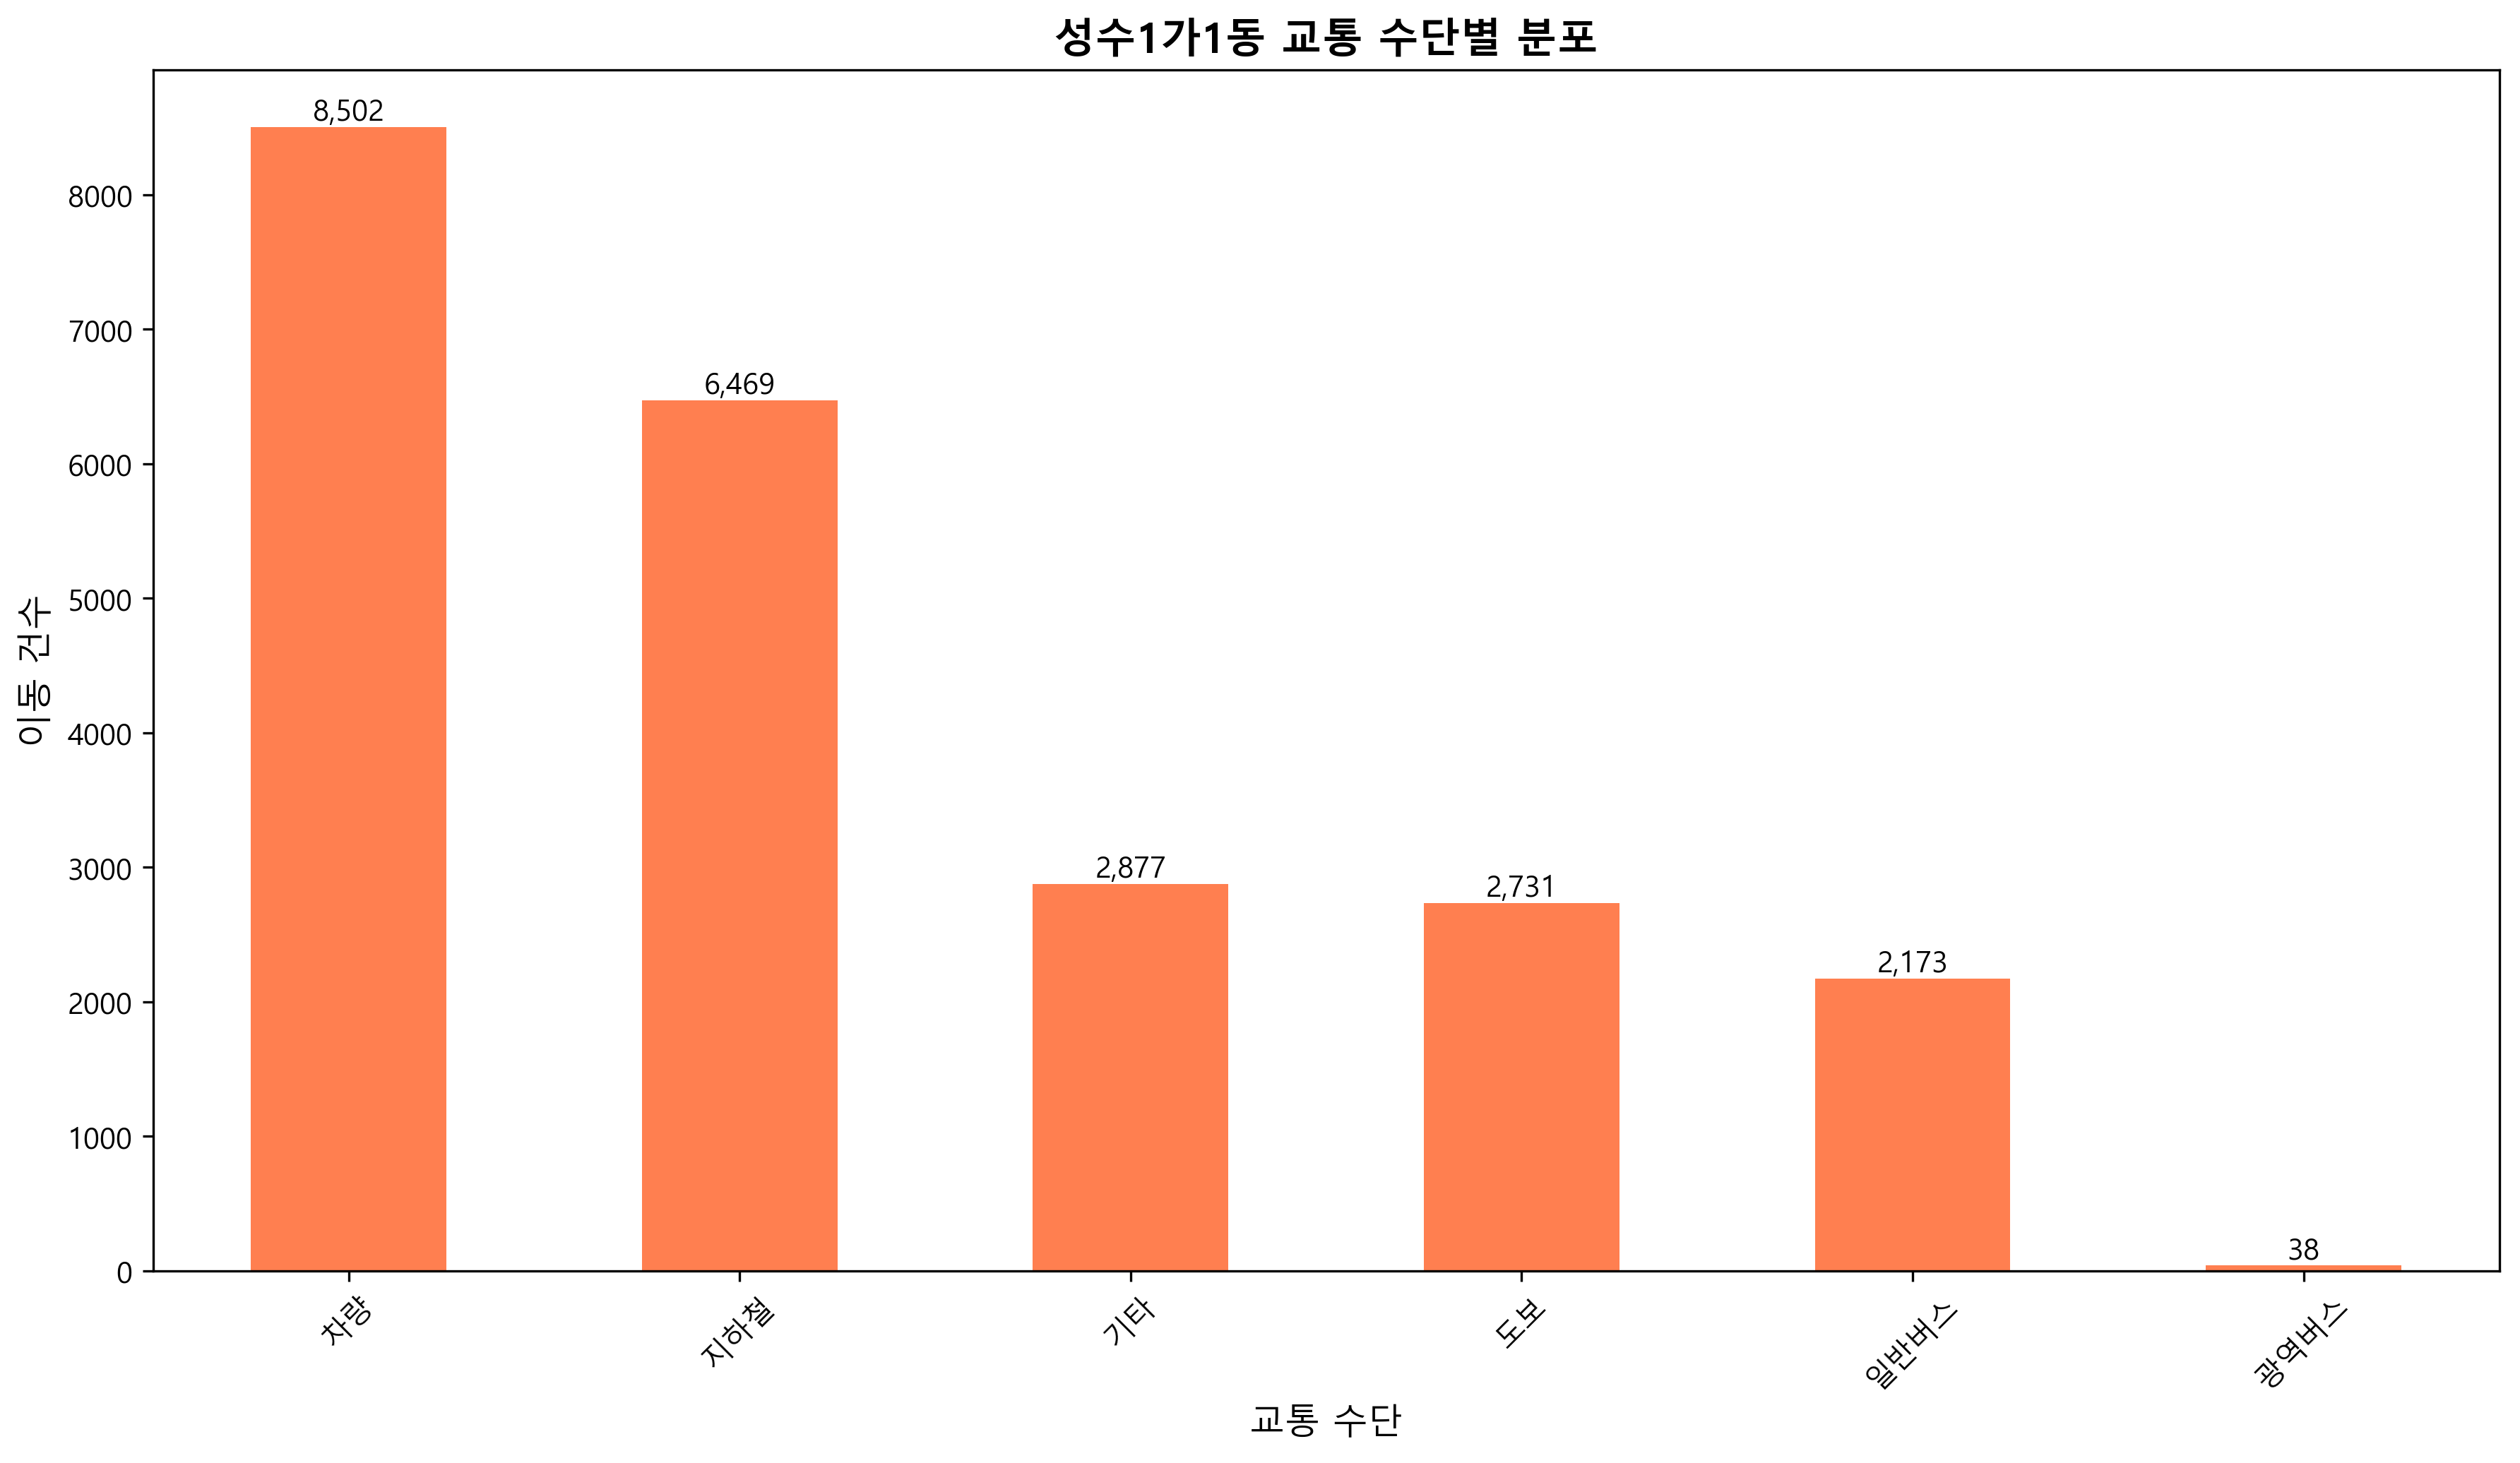 성수1가1동 교통 수단별 분포
이동 건수
8000
7000
6000
5000
4000
3000
2000
1000
0
8,502
6,469
2,877
2,731
2,173
38
차량
지하철
기타
도보
일반버스
광역버스
교통 수단